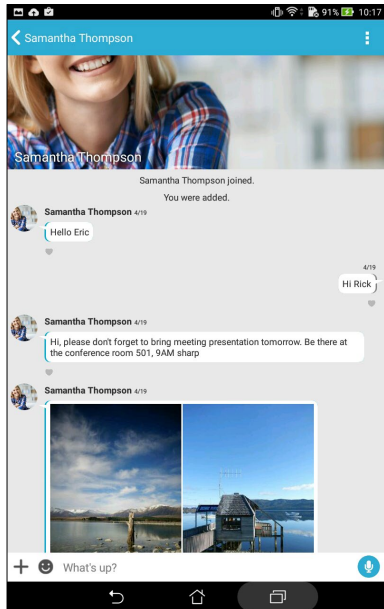 91% 10:17
Samantha Thompson
Samantha Thompson
Samantha Thompson joined.
You were added.
Samantha Thompson 4/19
Hello Eric
4/19
Hi Rick
Samantha Thompson 4/19
Hi, please don't forget to bring meeting presentation tomorrow. Be there at
the conference room 501, 9AM sharp
Samantha Thompson 4/19
What's up?